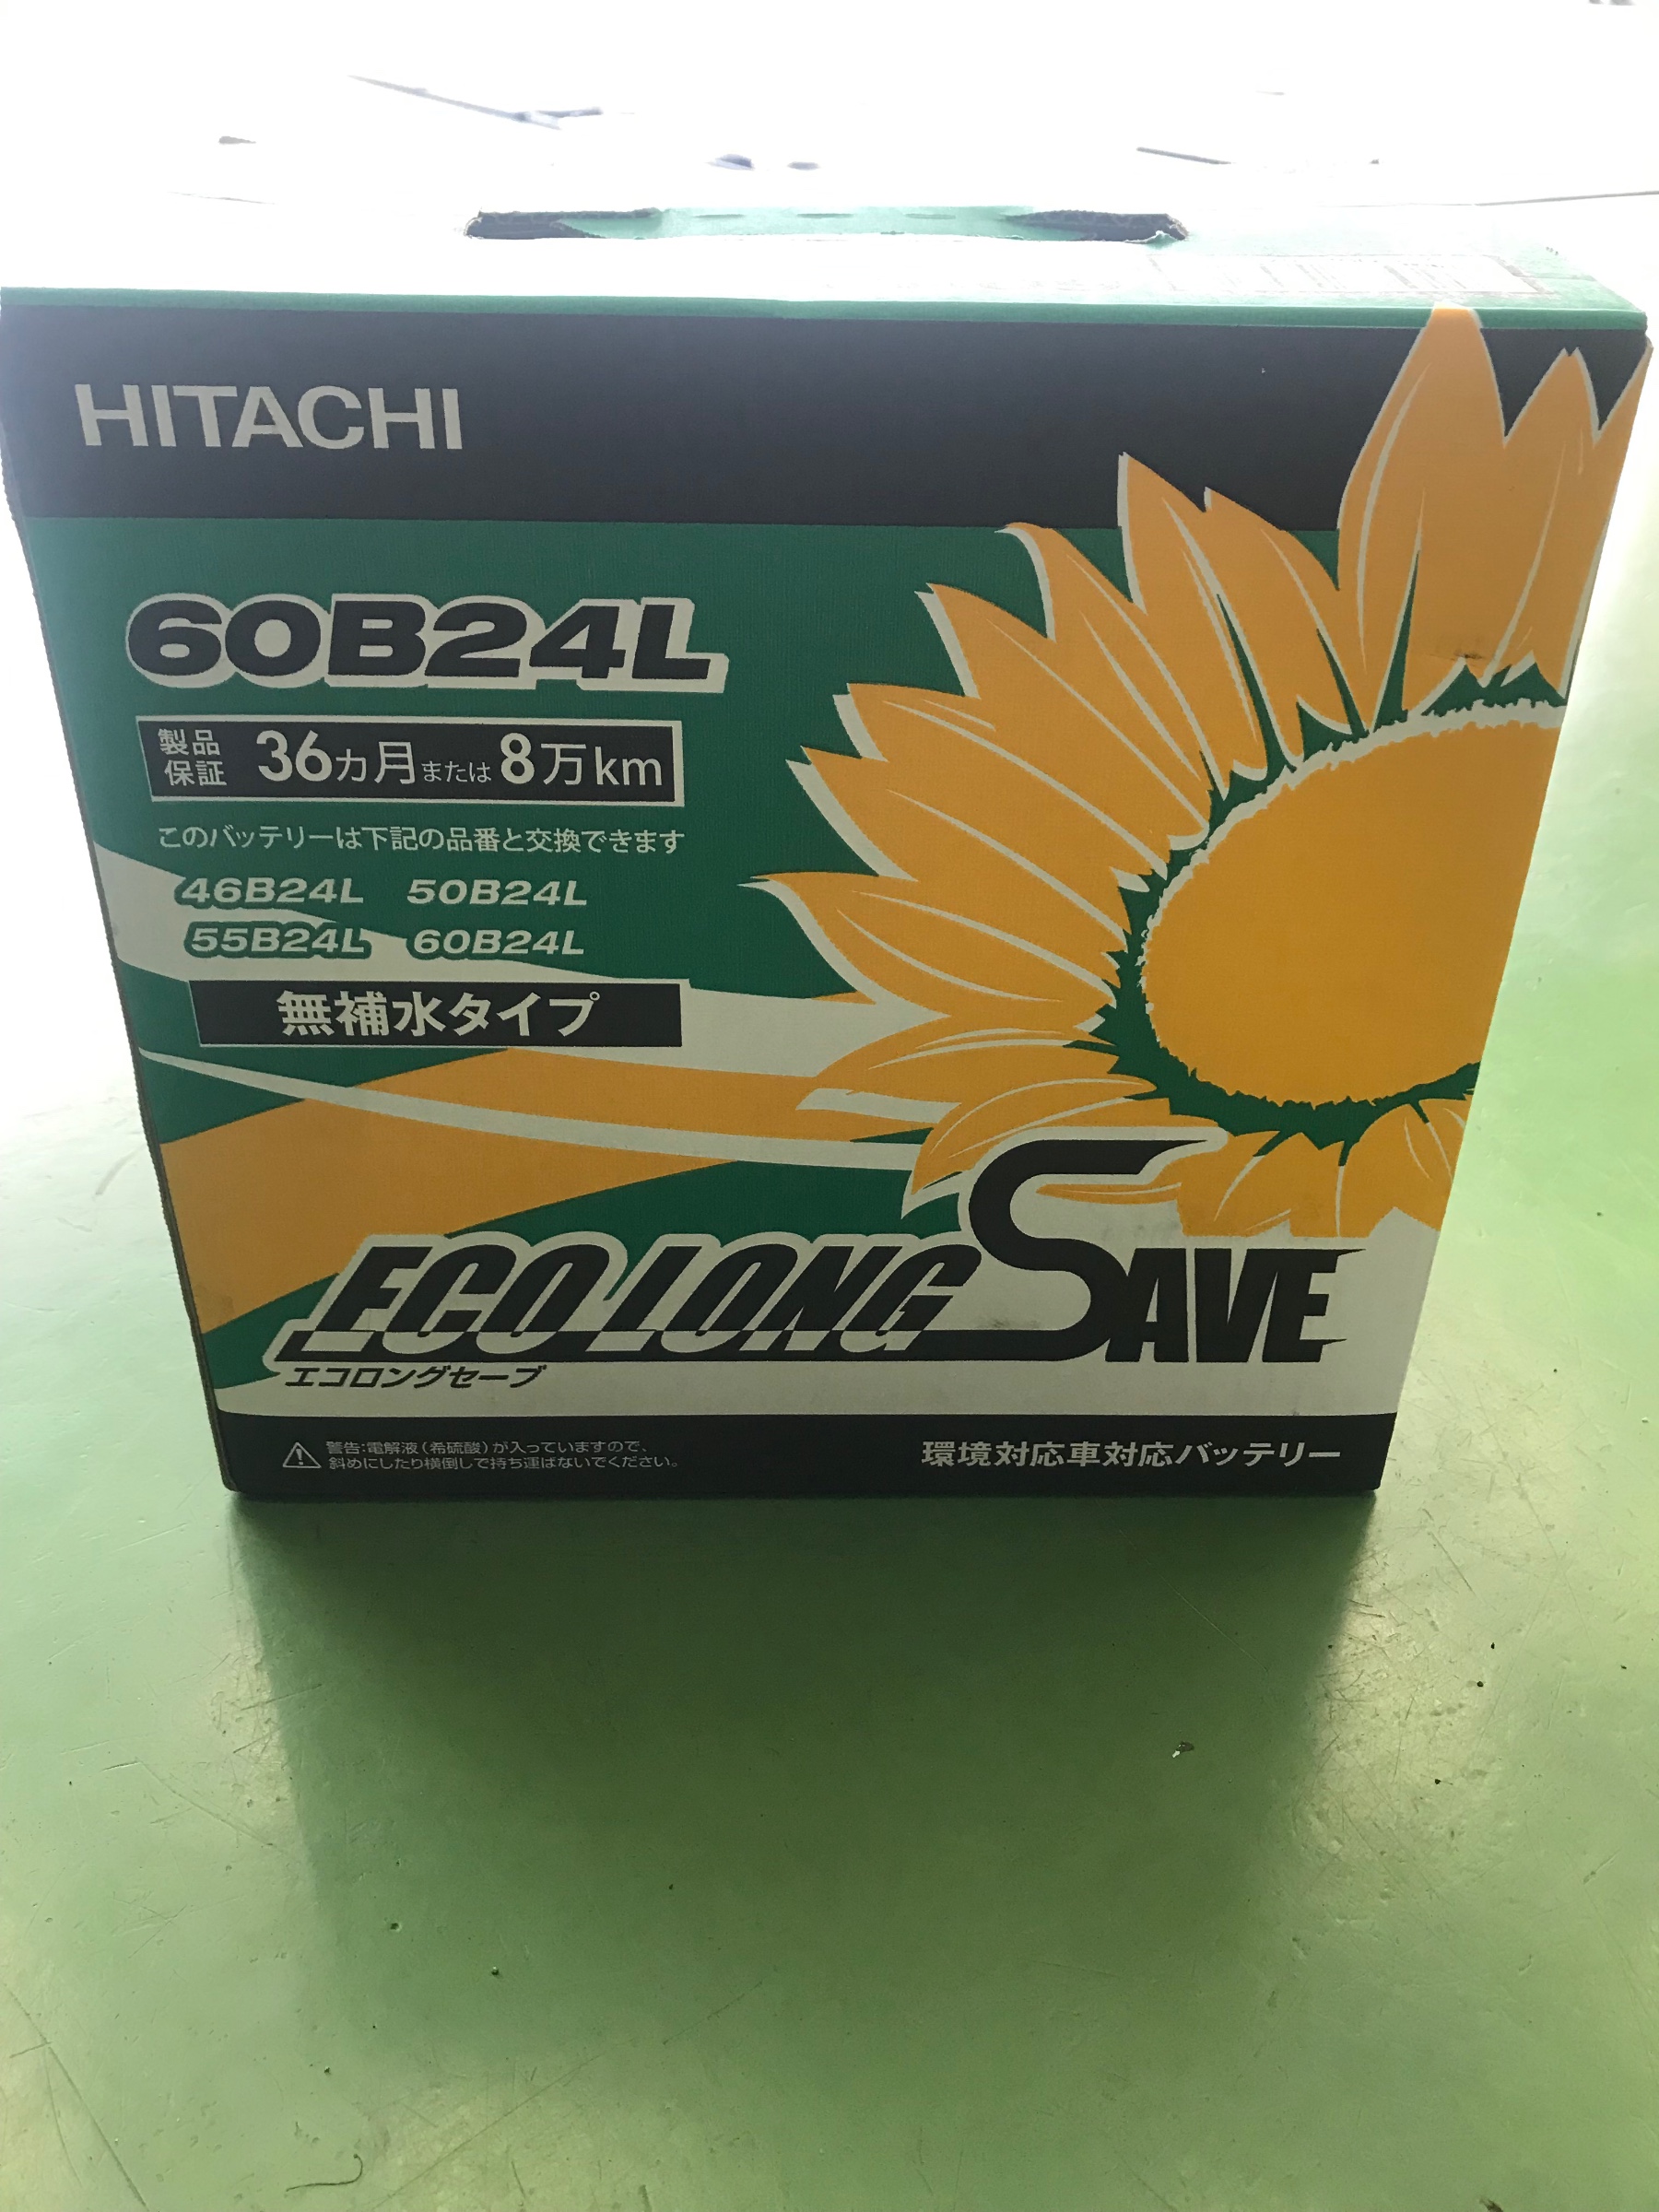 HITACHI
60B24L
製品
保証
36カ月または8万km
このバッテリーは下記の品番と交換できます
46B24L 50B24L
55B24L 60B24L
無補水タイプ
ECO LONG SAVE
エコロングセーブ
警告:電解液(希硫酸)が入っていますので、
斜めにしたり横倒しで持ち運ばないでください。
環境対応車対応バッテリー